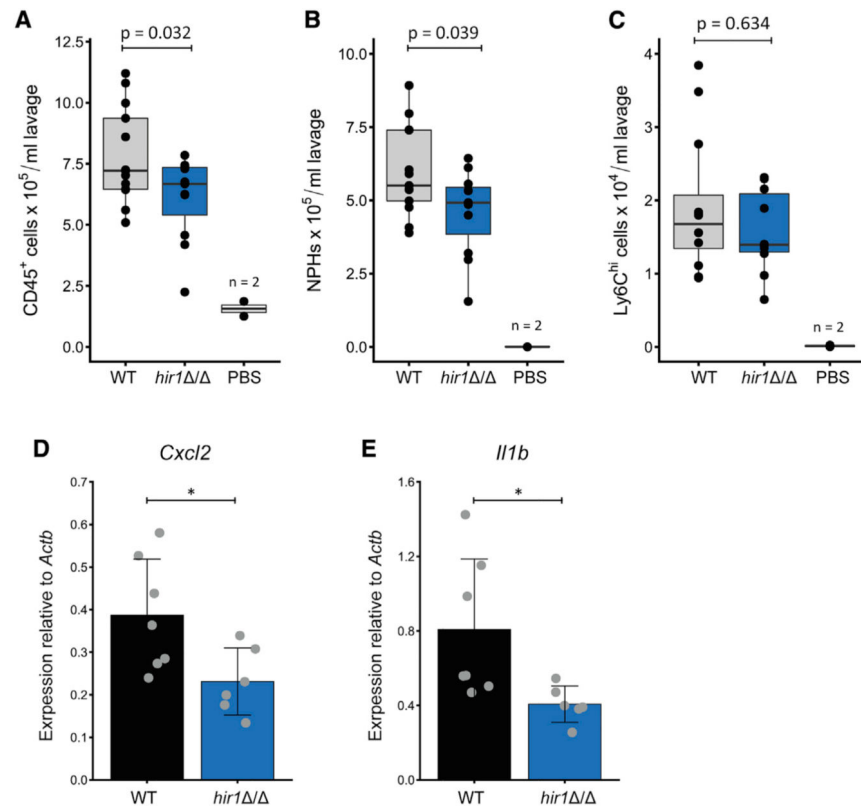 A
p = 0.032
CD45+ cells x 10^5/ml lavage
12.5
10.0
7.5
5.0
2.5
0.0
n = 2
WT
hir1Δ/Δ
PBS
B
p = 0.039
NPHs x 10^5/ml lavage
10.0
7.5
5.0
2.5
0.0
n = 2
WT
hir1Δ/Δ
PBS
C
p = 0.634
Ly6C^hi cells x 10^4/ml lavage
4
3
2
1
0
n = 2
WT
hir1Δ/Δ
PBS
D
Cxcl2
*
Exrpession relative to Actb
0.7
0.6
0.5
0.4
0.3
0.2
0.1
0.0
WT
hir1Δ/Δ
E
Il1b
*
Exrpession relative to Actb
1.6
1.2
0.8
0.4
0.0
WT
hir1Δ/Δ